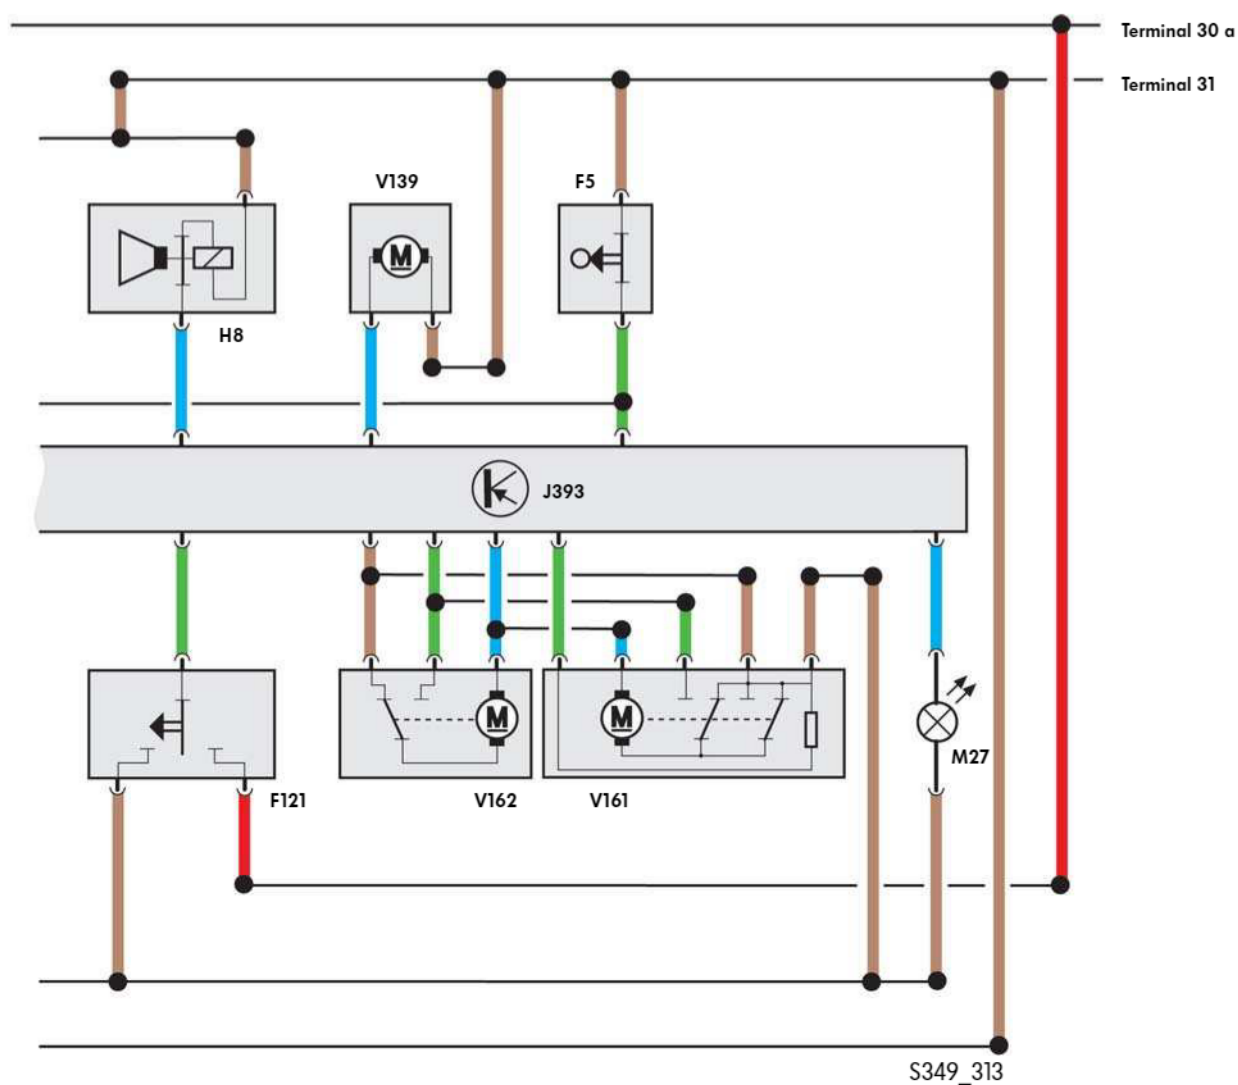 Terminal 30 a
Terminal 31
V139
F5
M
H8
J393
M
M
M27
F121
V162
V161
S349_313